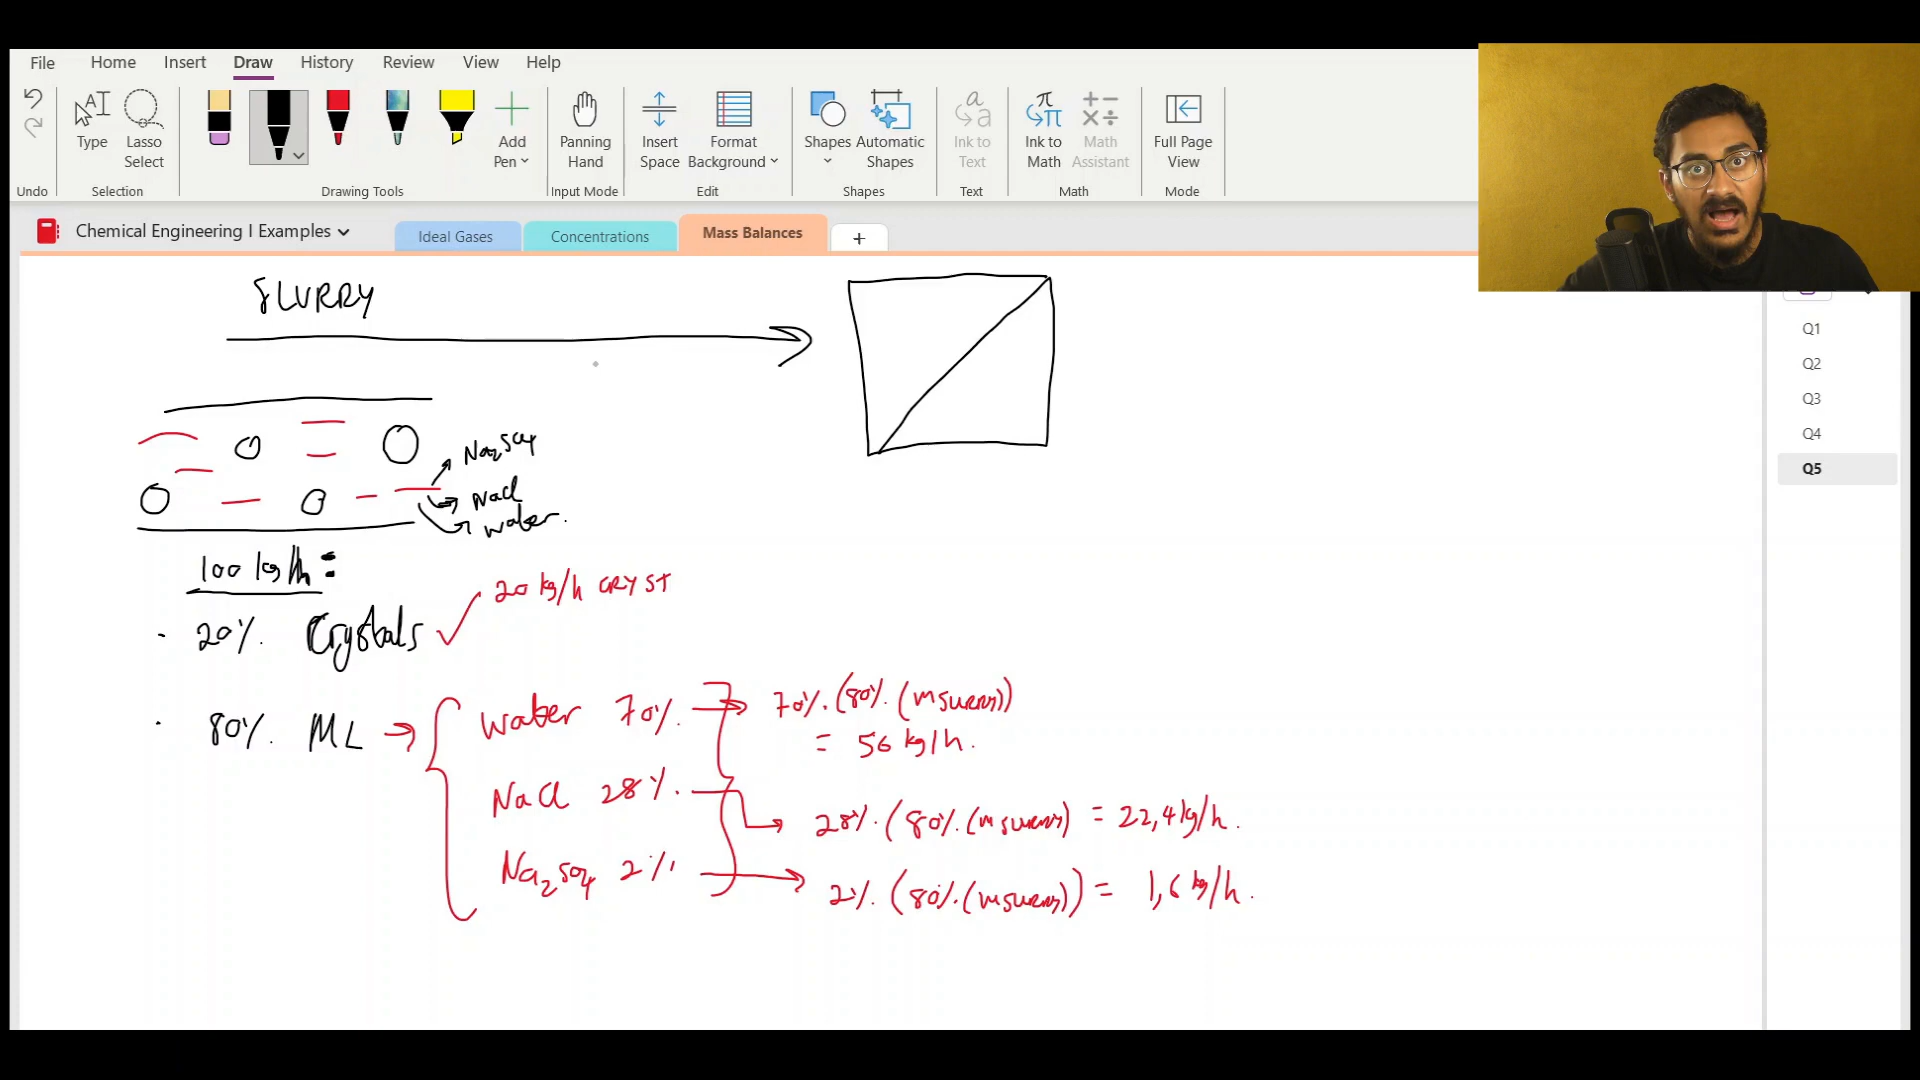 File Home Insert Draw History Review View Help
Type Lasso Select Add Pen Panning Hand Insert Space Format Background Shapes Automatic Shapes Ink to Text Ink to Math Math Assistant Full Page View
Undo Selection Drawing Tools Input Mode Edit Shapes Text Math Mode
Chemical Engineering I Examples Ideal Gases Concentrations Mass Balances +
Q1
Q2
Q3
Q4
Q5
SLURRY
Na2SO4
NaCl
water.
100 kg/h =
20 kg/h CRYST
· 20%. Crystals
· 80%. ML → { water 70%. → 70%. (80%. (mSLURRY))
= 56 kg/h.
NaCl 28%. → 28%. (80%. (mSLURRY) = 22,4 kg/h.
Na2SO4 2% → 2%. (80%. (mSLURRY)) = 1,6 kg/h.